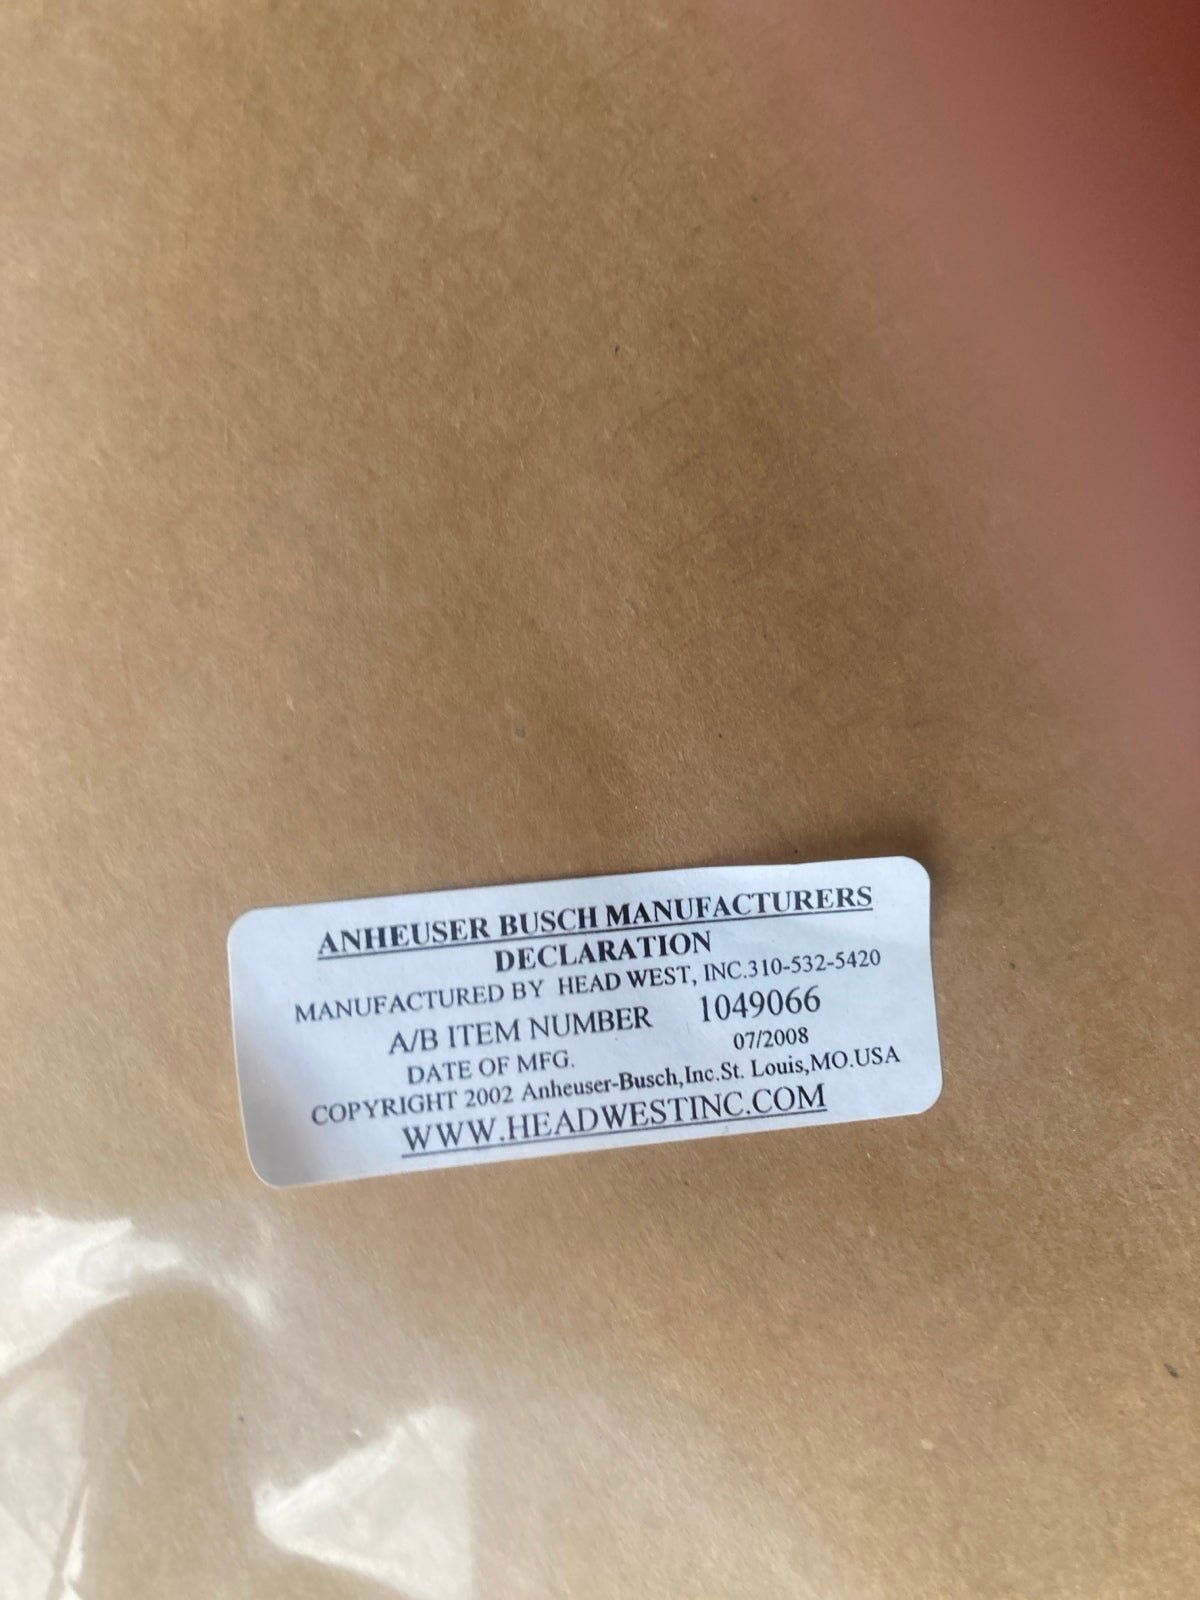 ANHEUSER BUSCH MANUFACTURERS
DECLARATION
MANUFACTURED BY HEAD WEST, INC.310-532-5420
A/B ITEM NUMBER 1049066
DATE OF MFG. 07/2008
COPYRIGHT 2002 Anheuser-Busch,Inc.St. Louis,MO.USA
WWW.HEADWESTINC.COM